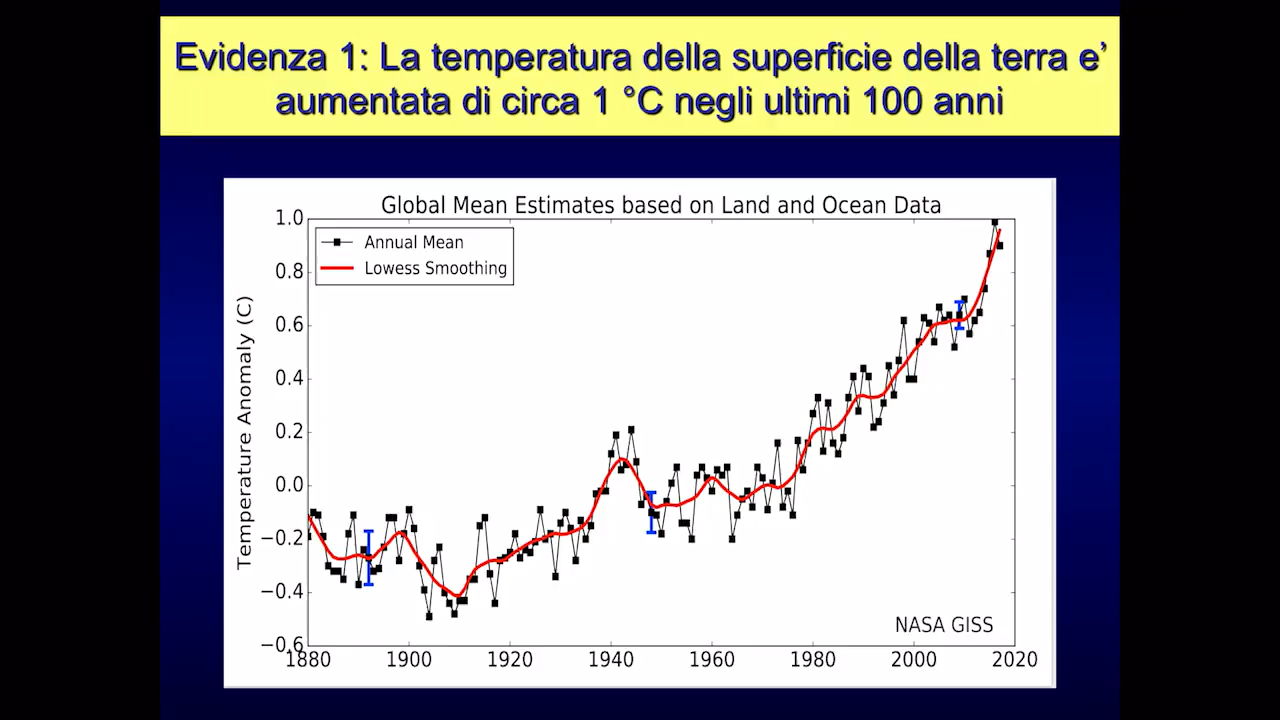 Evidenza 1: La temperatura della superficie della terra e’
aumentata di circa 1 °C negli ultimi 100 anni
Global Mean Estimates based on Land and Ocean Data
1.0
Annual Mean
Lowess Smoothing
0.8
0.6
0.4
0.2
0.0
−0.2
−0.4
−0.6
Temperature Anomaly (C)
NASA GISS
1880 1900 1920 1940 1960 1980 2000 2020